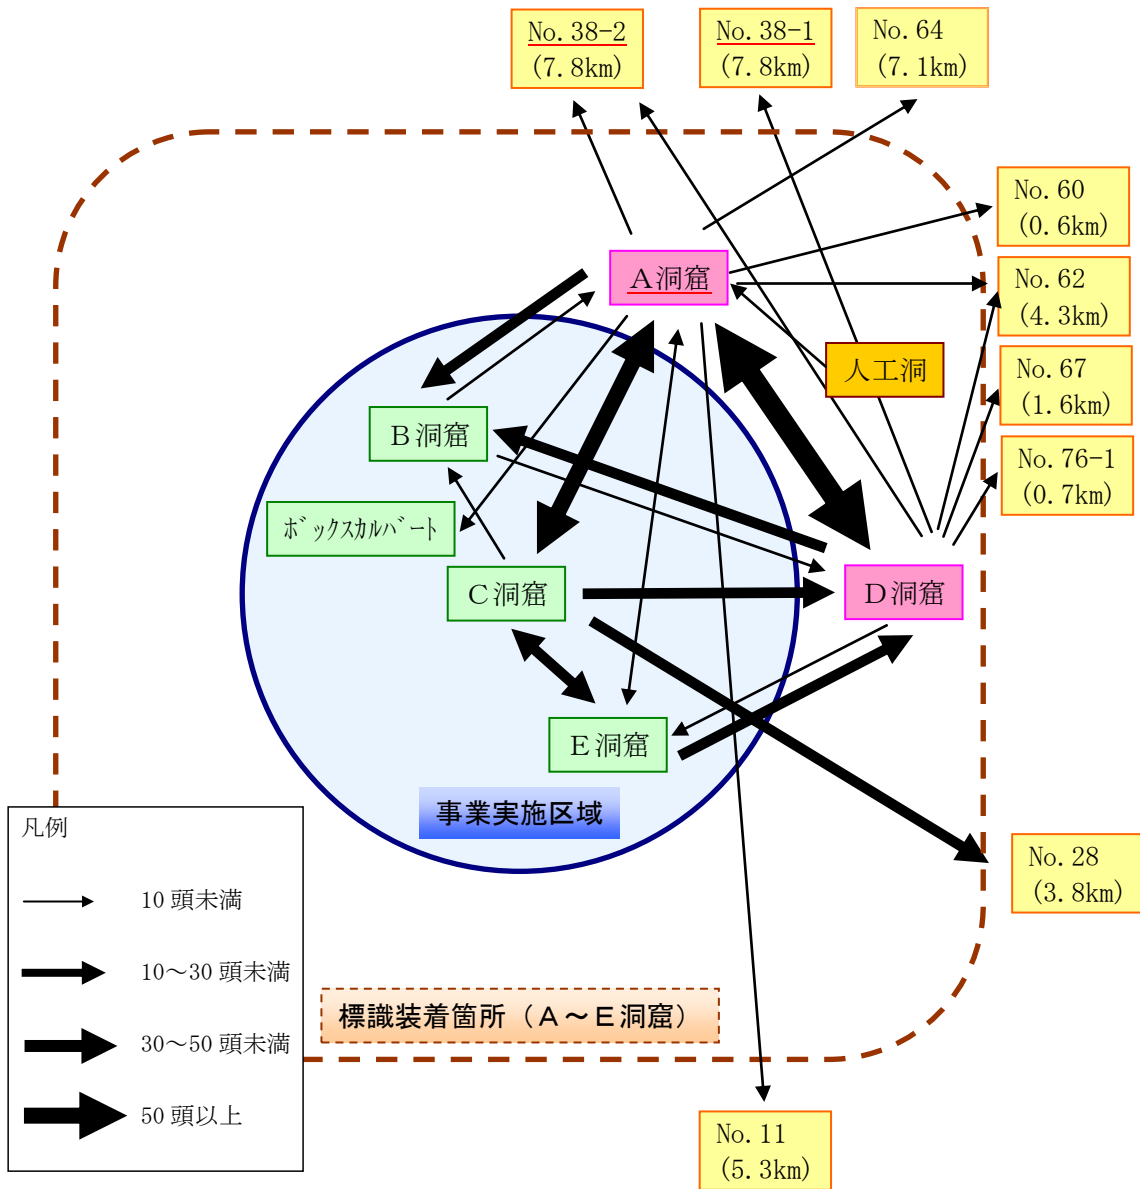 No.38-2
(7.8km)
No.38-1
(7.8km)
No.64
(7.1km)
No.60
(0.6km)
A洞窟
No.62
(4.3km)
人工洞
No.67
(1.6km)
B洞窟
No.76-1
(0.7km)
ボックスカルバート
C洞窟
D洞窟
E洞窟
事業実施区域
凡例
10頭未満
10~30頭未満
30~50頭未満
50頭以上
No.28
(3.8km)
標識装着箇所(A~E洞窟)
No.11
(5.3km)